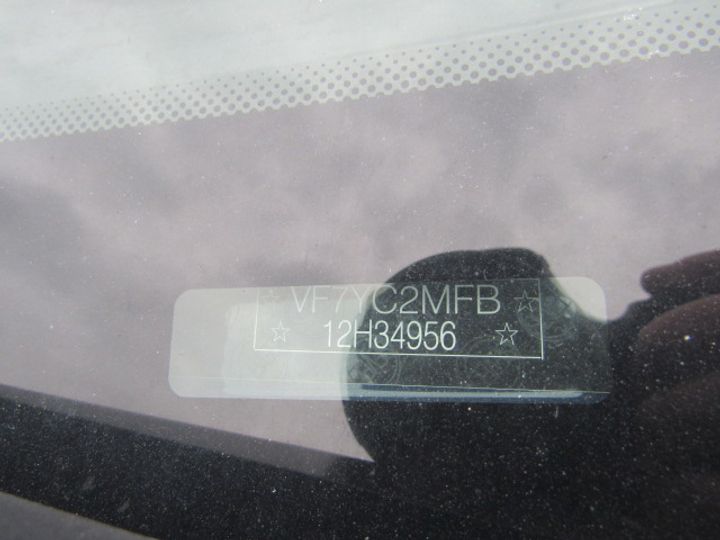 ☆ VF7YC2MFB ☆
☆ 12H34956 ☆